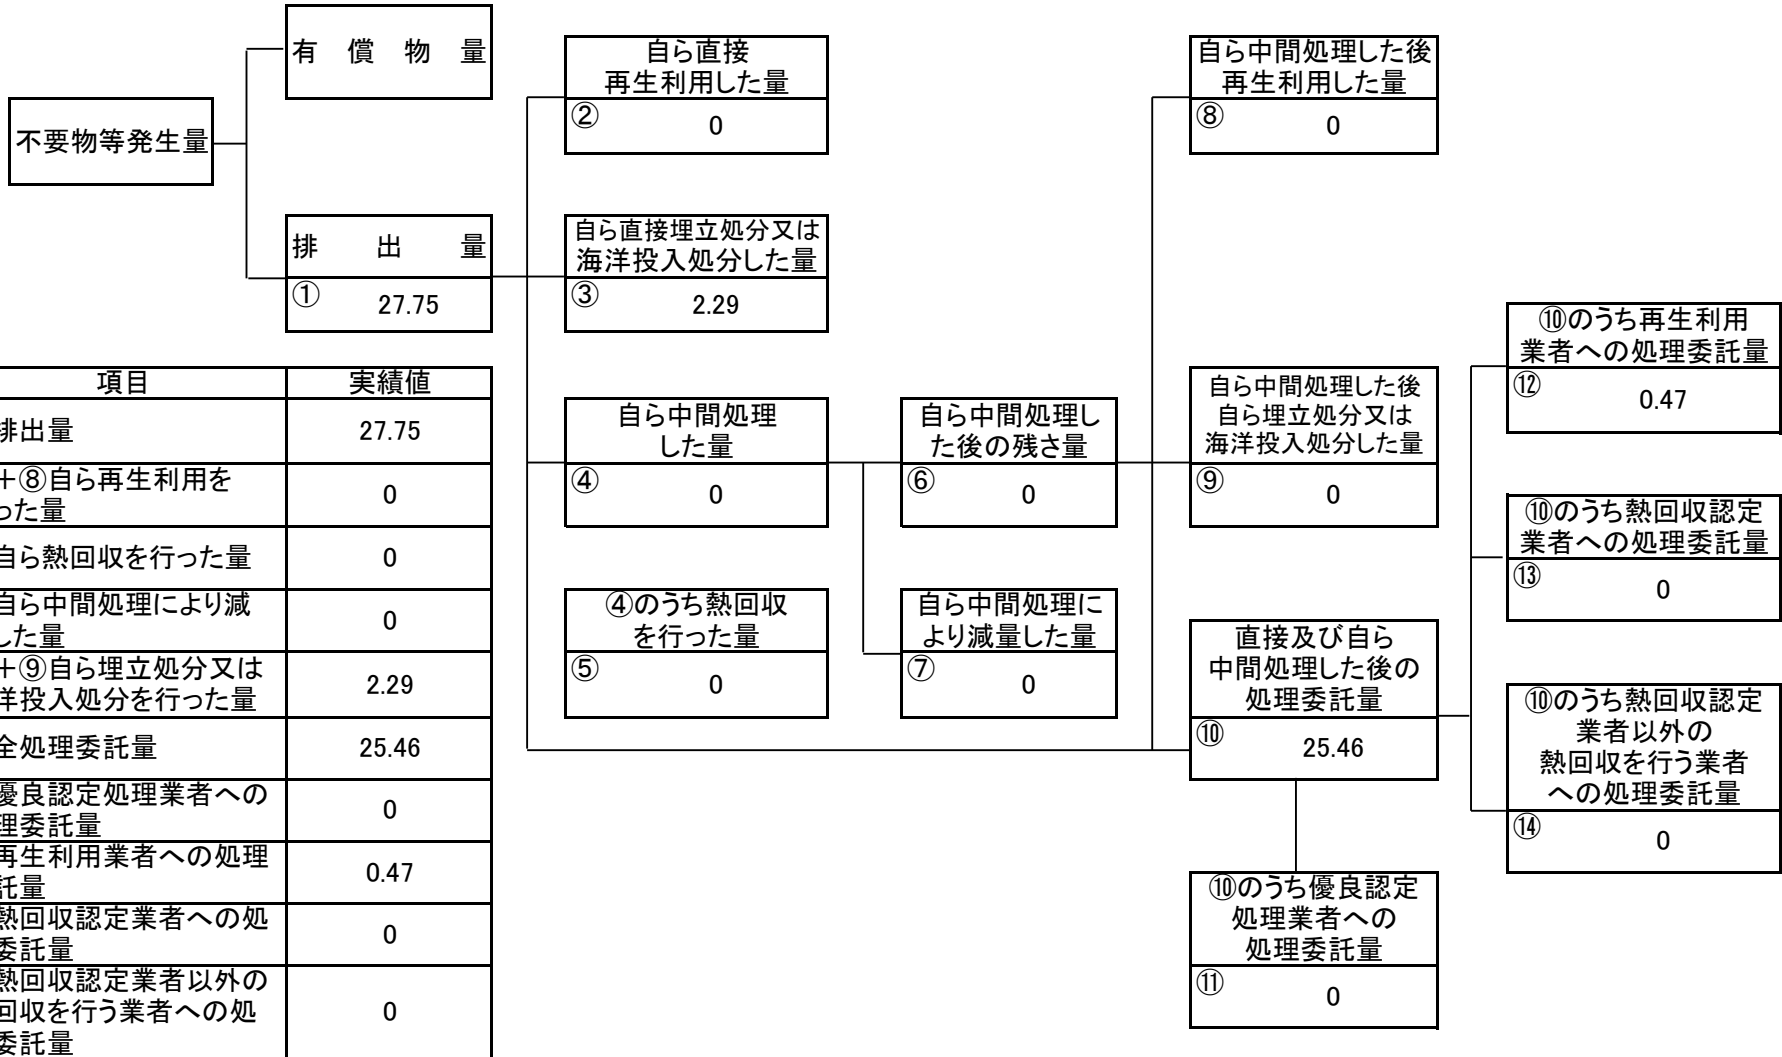 不要物等発生量
有 償 物 量
排 出 量
① 27.75
自ら直接
再生利用した量
② 0
自ら直接埋立処分又は
海洋投入処分した量
③ 2.29
自ら中間処理
した量
④ 0
④のうち熱回収
を行った量
⑤ 0
自ら中間処理し
た後の残さ量
⑥ 0
自ら中間処理に
より減量した量
⑦ 0
自ら中間処理した後
再生利用した量
⑧ 0
自ら中間処理した後
自ら埋立処分又は
海洋投入処分した量
⑨ 0
直接及び自ら
中間処理した後の
処理委託量
⑩ 25.46
⑩のうち優良認定
処理業者への
処理委託量
⑪ 0
⑩のうち再生利用
業者への処理委託量
⑫ 0.47
⑩のうち熱回収認定
業者への処理委託量
⑬ 0
⑩のうち熱回収認定
業者以外の
熱回収を行う業者
への処理委託量
⑭ 0
項目 実績値
排出量 27.75
+⑧自ら再生利用を
った量 0
自ら熱回収を行った量 0
自ら中間処理により減
した量 0
+⑨自ら埋立処分又は
洋投入処分を行った量 2.29
全処理委託量 25.46
優良認定処理業者への
理委託量 0
再生利用業者への処理
託量 0.47
熱回収認定業者への処
委託量 0
熱回収認定業者以外の
回収を行う業者への処
委託量 0